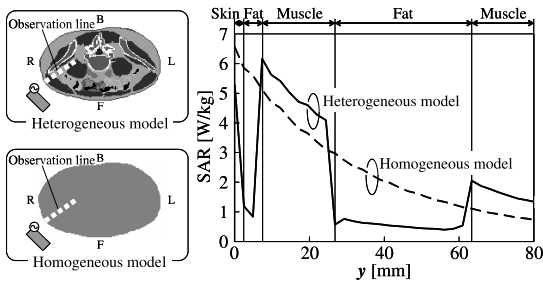 Observation line
B
R
L
F
Heterogeneous model
Observation line
B
R
L
F
Homogeneous model
Skin Fat Muscle Fat Muscle
7
6
5
4
3
2
1
0
SAR [W/kg]
Heterogeneous model
Homogeneous model
0 20 40 60 80
y [mm]